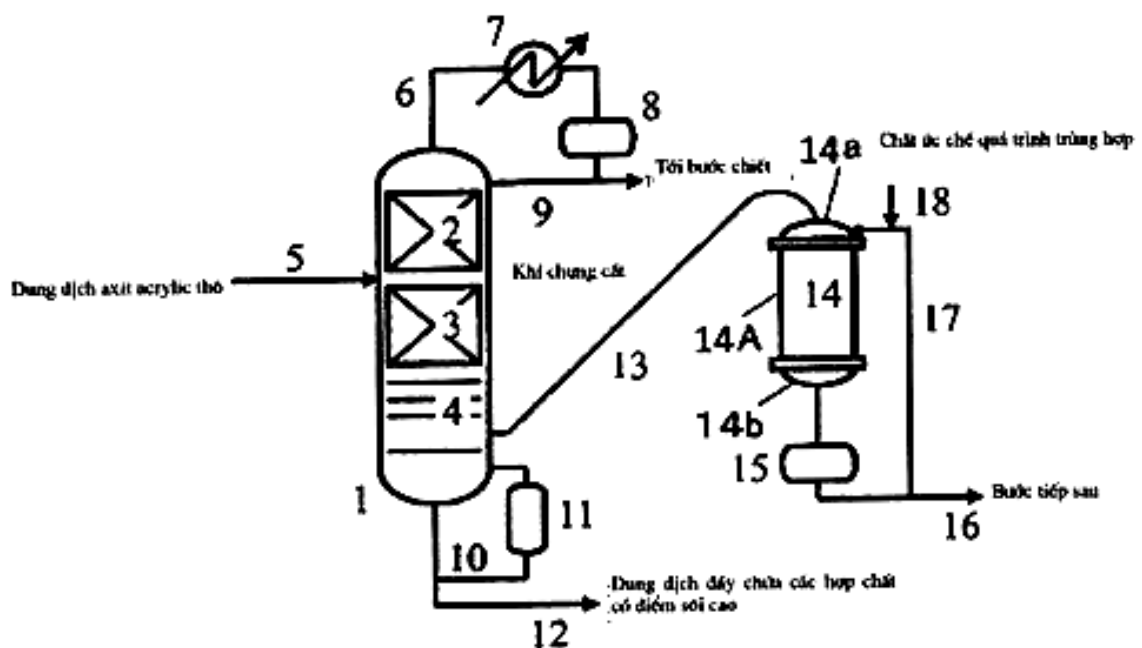 7
6
8
14a
Chất ức chế quá trình trùng hợp
Tới bước chiết
9
18
2
5
Khí chưng cất
Dung dịch axit acrylic thô
14
3
14A
17
13
4
14b
15
1
11
Bước tiếp sau
16
10
Dung dịch đáy chứa các hợp chất
có điểm sôi cao
12